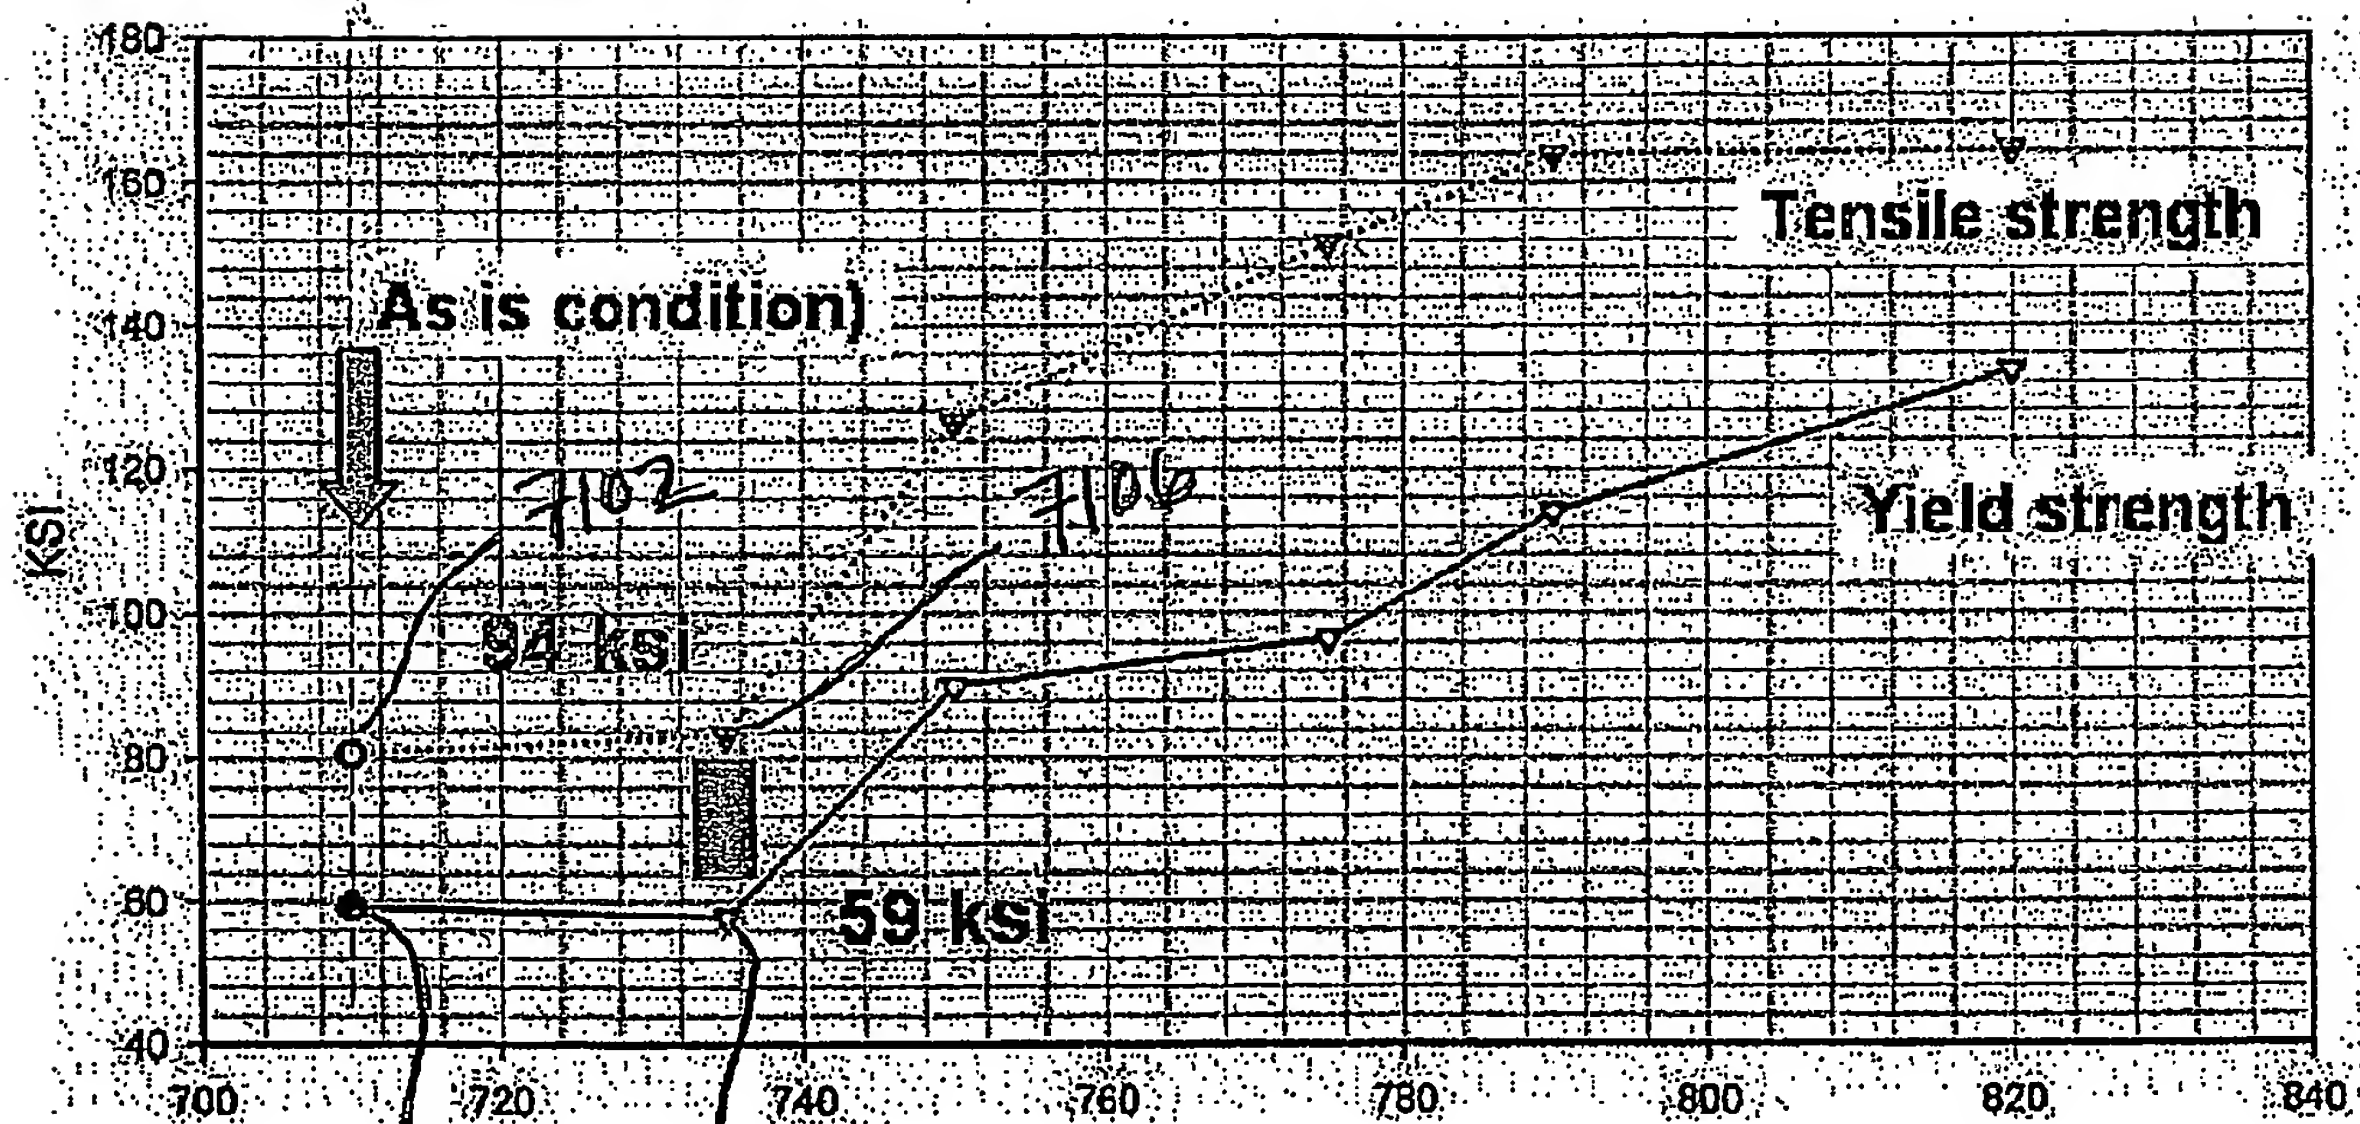 180
160
Tensile strength
As is condition)
140
120
7102
7106
KSI
Yield strength
100
94 ksi
80
60
59 ksi
40
700 720 740 760 780 800 820 840